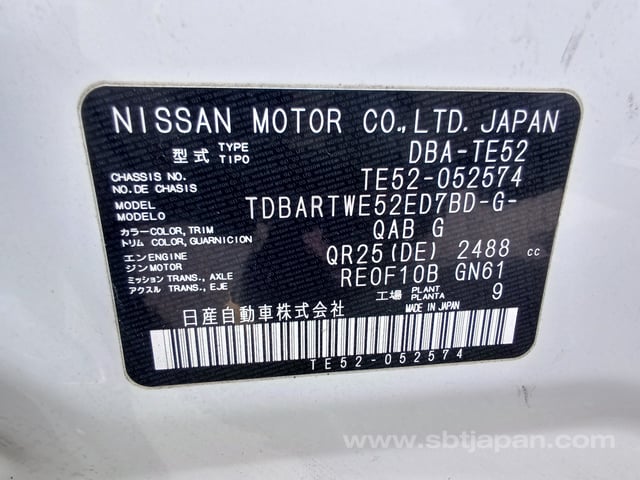 NISSAN MOTOR CO.,LTD. JAPAN
型式 TYPE TIPO DBA-TE52
CHASSIS NO. NO. DE CHASIS TE52-052574
MODEL MODELO TDBARTWE52ED7BD-G-
カラー COLOR, TRIM トリム COLOR, GUARNICION QAB G
エンジン ENGINE MOTOR QR25(DE) 2488 cc
ミッション TRANS., AXLE アクスル TRANS., EJE RE0F10B GN61
工場 PLANT PLANTA 9
日産自動車株式会社 MADE IN JAPAN
TE52-052574
www.sbtjapan.com